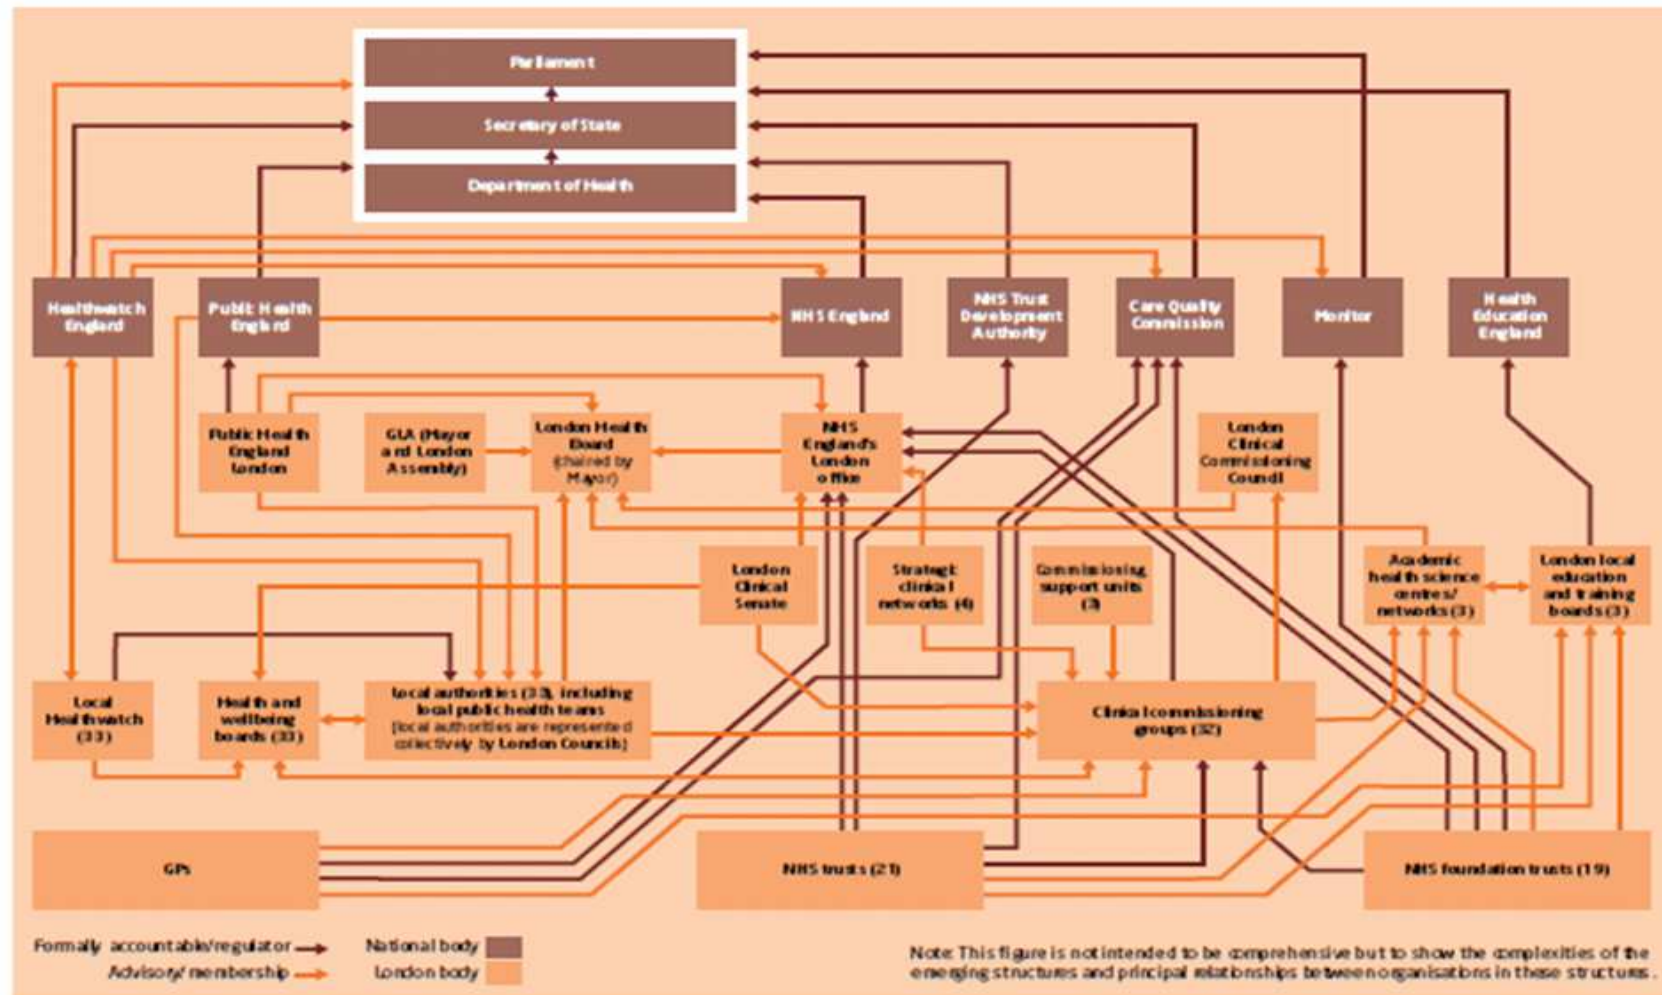 Parliament
Secretary of State
Department of Health
Healthwatch
England
Public Health
England
NHS England
NHS Trust
Development
Authority
Care Quality
Commission
Monitor
Health
Education
England
Public Health
England
London
GLA (Mayor
and London
Assembly)
London Health
Board
(chaired by
Mayor)
NHS
England's
London
office
London
Clinical
Commissioning
Council
London
Clinical
Senate
Strategic
clinical
networks (4)
Commissioning
support units
(3)
Academic
health science
centres/
networks (3)
London local
education
and training
boards (3)
Local
Healthwatch
(33)
Health and
wellbeing
boards (33)
Local authorities (33), including
local public health teams
(local authorities are represented
collectively by London Councils)
Clinical commissioning
groups (32)
GPs
NHS trusts (21)
NHS foundation trusts (19)
Formally accountable/regulator
National body
Advisory/membership
London body
Note: This figure is not intended to be comprehensive but to show the complexities of the
emerging structures and principal relationships between organisations in these structures.